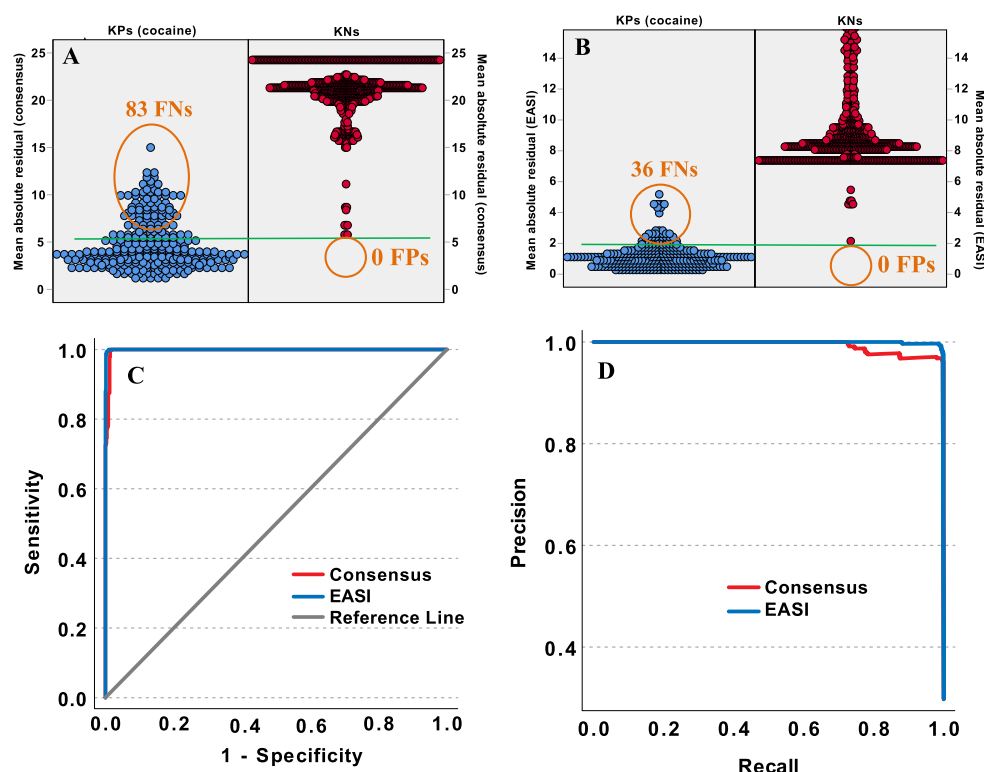 KPs (cocaine)
KNs
A
83 FNs
0 FPs
Mean absolute residual (consensus)
25
20
15
10
5
0
25
20
15
10
5
0
Mean absoltute residual (consensus)
KPs (cocaine)
KNs
B
36 FNs
0 FPs
Mean absolute residual (EASI)
14
12
10
8
6
4
2
0
14
12
10
8
6
4
2
0
Mean absolute residual (EASI)
C
Sensitivity
1.0
0.8
0.6
0.4
0.2
0.0
Consensus
EASI
Reference Line
0.0 0.2 0.4 0.6 0.8 1.0
1 - Specificity
D
Precision
1.0
0.8
0.6
0.4
Consensus
EASI
0.0 0.2 0.4 0.6 0.8 1.0
Recall